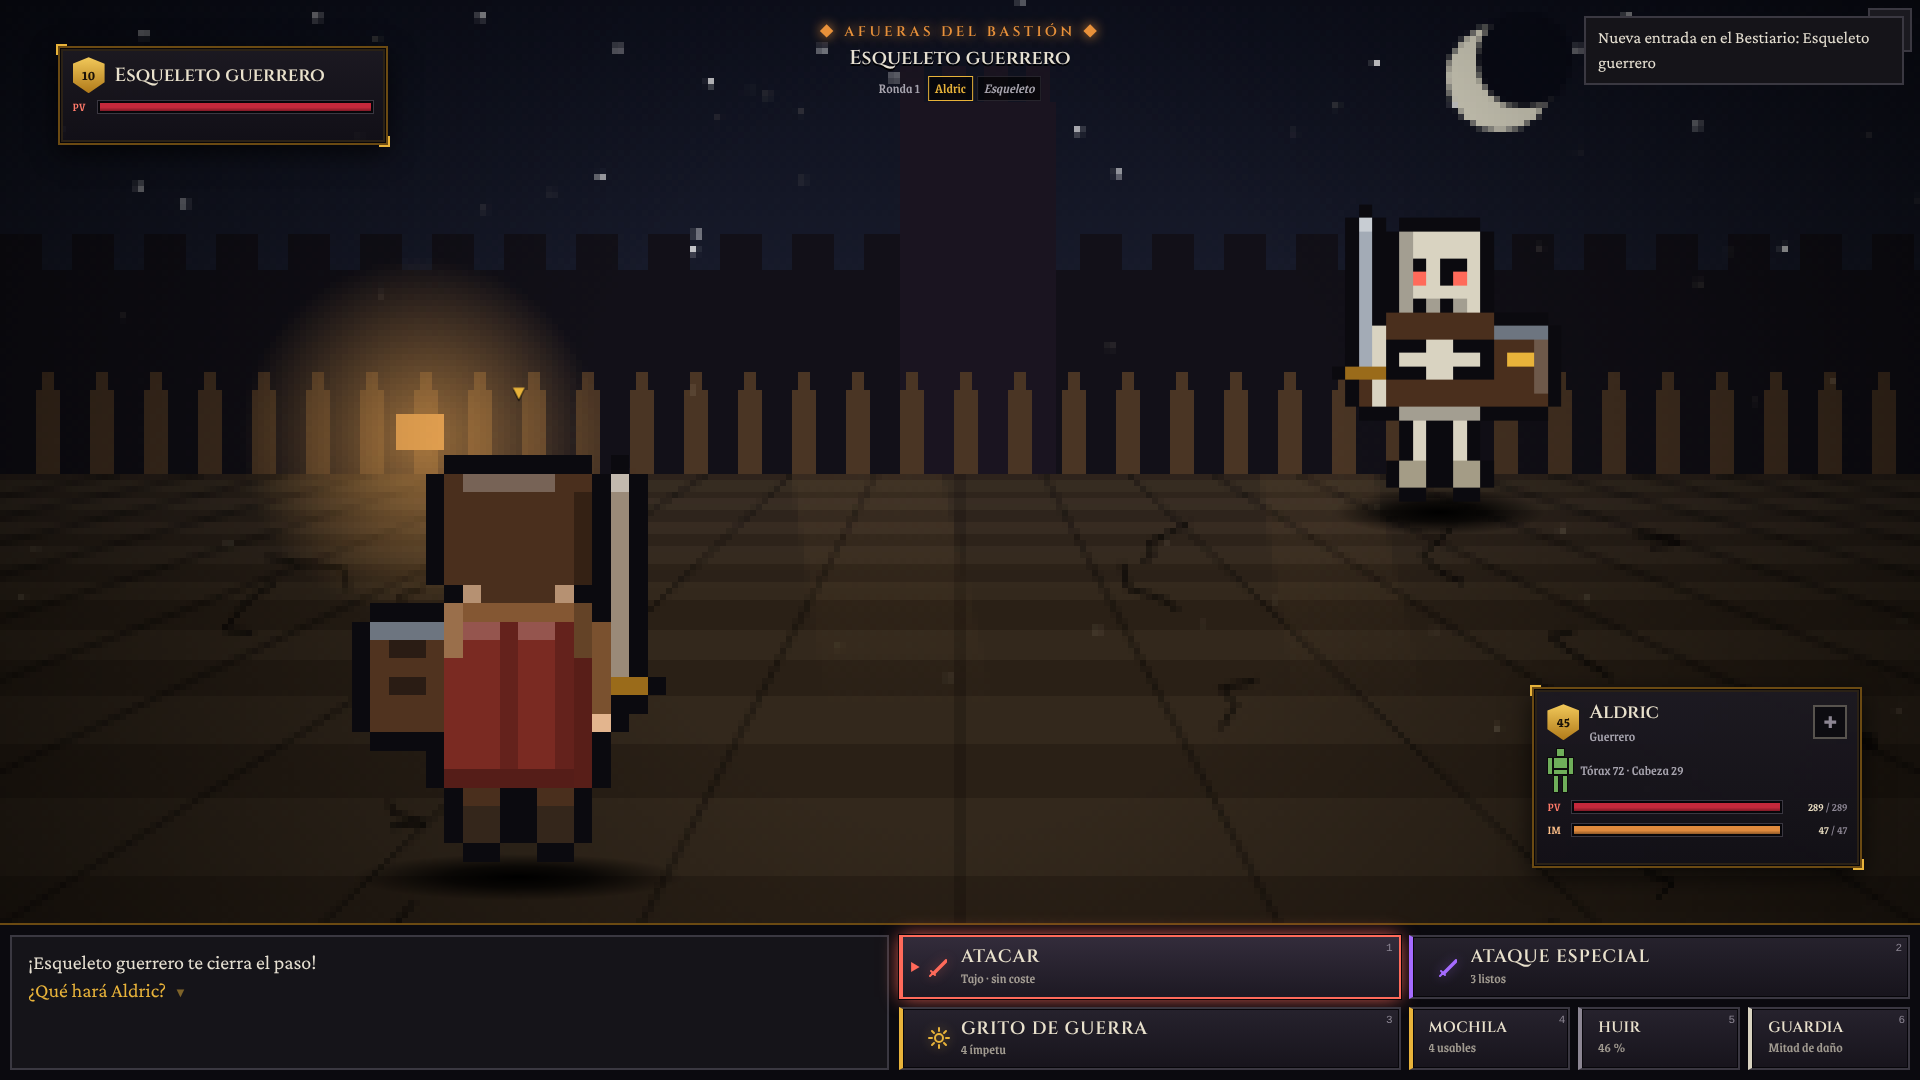 AFUERAS DEL BASTIÓN
ESQUELETO GUERRERO
Ronda 1 Aldric Esqueleto
10 ESQUELETO GUERRERO
PV
Nueva entrada en el Bestiario: Esqueleto
guerrero
45 ALDRIC
Guerrero
+
Tórax 72 · Cabeza 29
PV 289 / 289
IM 47 / 47
¡Esqueleto guerrero te cierra el paso!
¿Qué hará Aldric?
ATACAR 1
Tajo · sin coste
ATAQUE ESPECIAL 2
3 listos
GRITO DE GUERRA 3
4 ímpetu
MOCHILA 4
4 usables
HUIR 5
46 %
GUARDIA 6
Mitad de daño